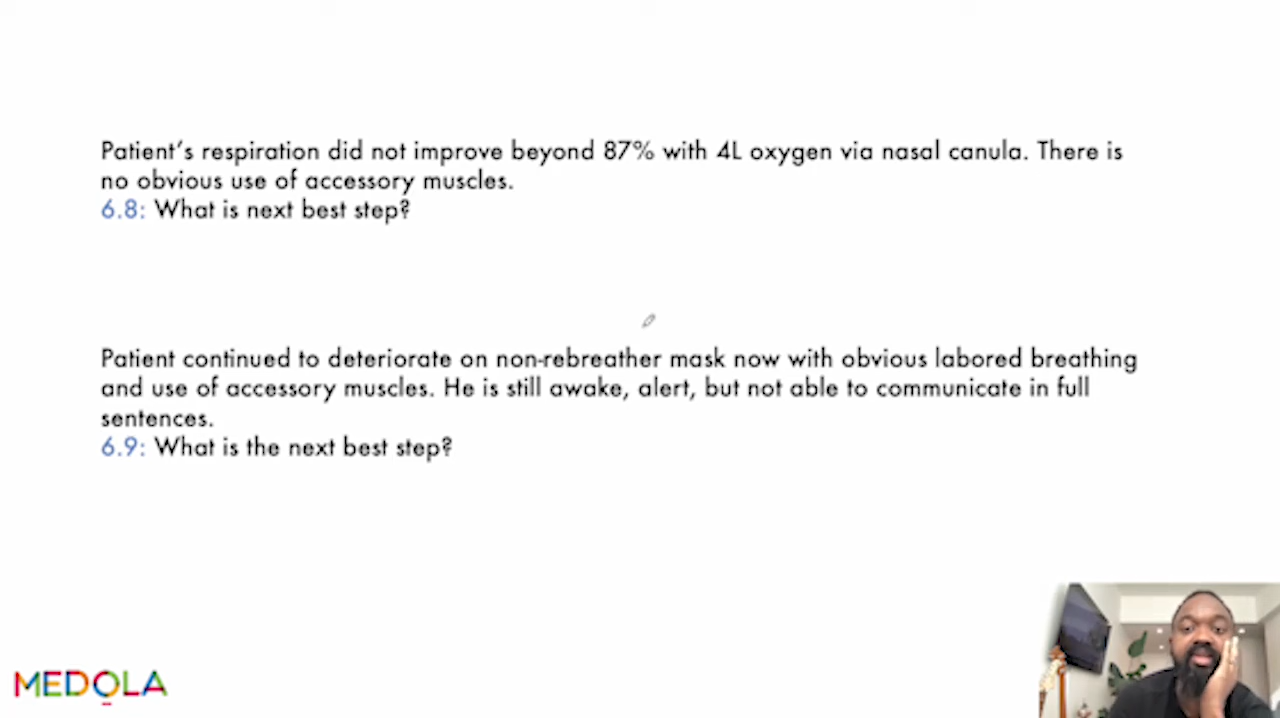 Patient's respiration did not improve beyond 87% with 4L oxygen via nasal canula. There is
no obvious use of accessory muscles.
6.8: What is next best step?
Patient continued to deteriorate on non-rebreather mask now with obvious labored breathing
and use of accessory muscles. He is still awake, alert, but not able to communicate in full
sentences.
6.9: What is the next best step?
MEDOLA